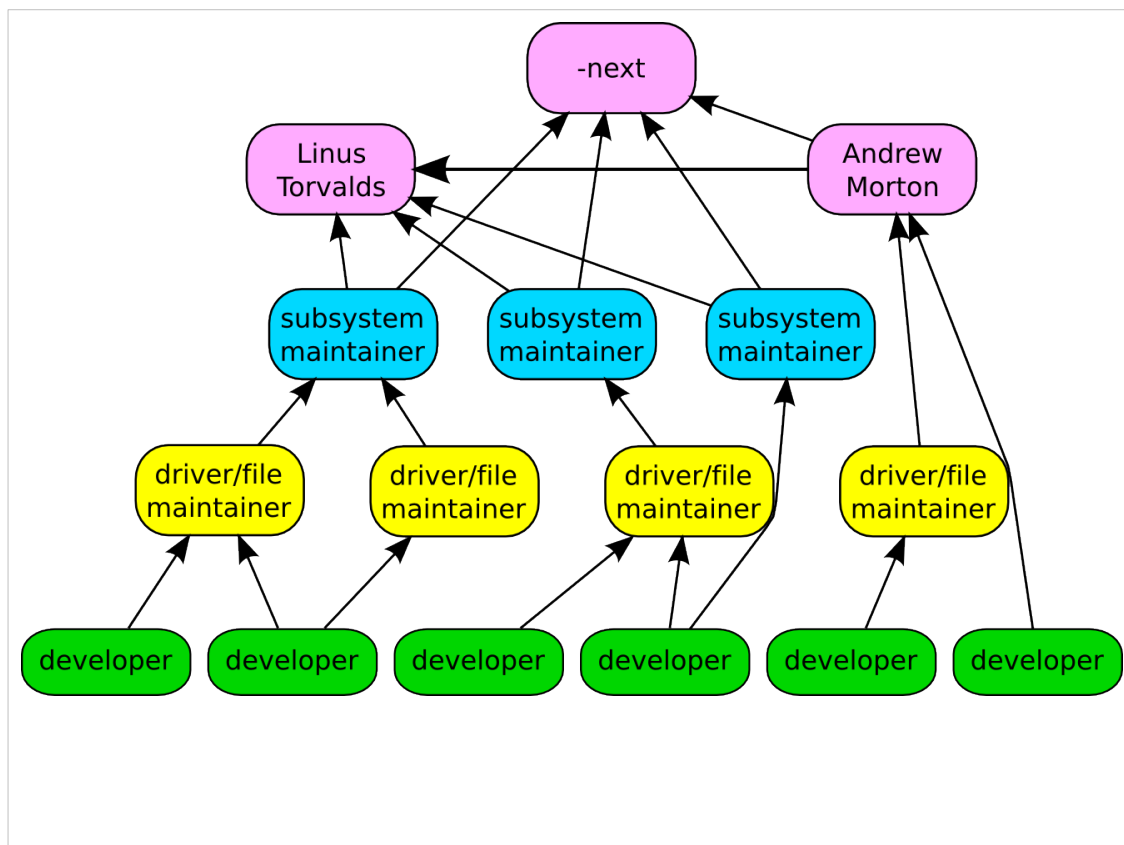 -next
Linus
Torvalds
Andrew
Morton
subsystem
maintainer
subsystem
maintainer
subsystem
maintainer
driver/file
maintainer
driver/file
maintainer
driver/file
maintainer
driver/file
maintainer
developer
developer
developer
developer
developer
developer